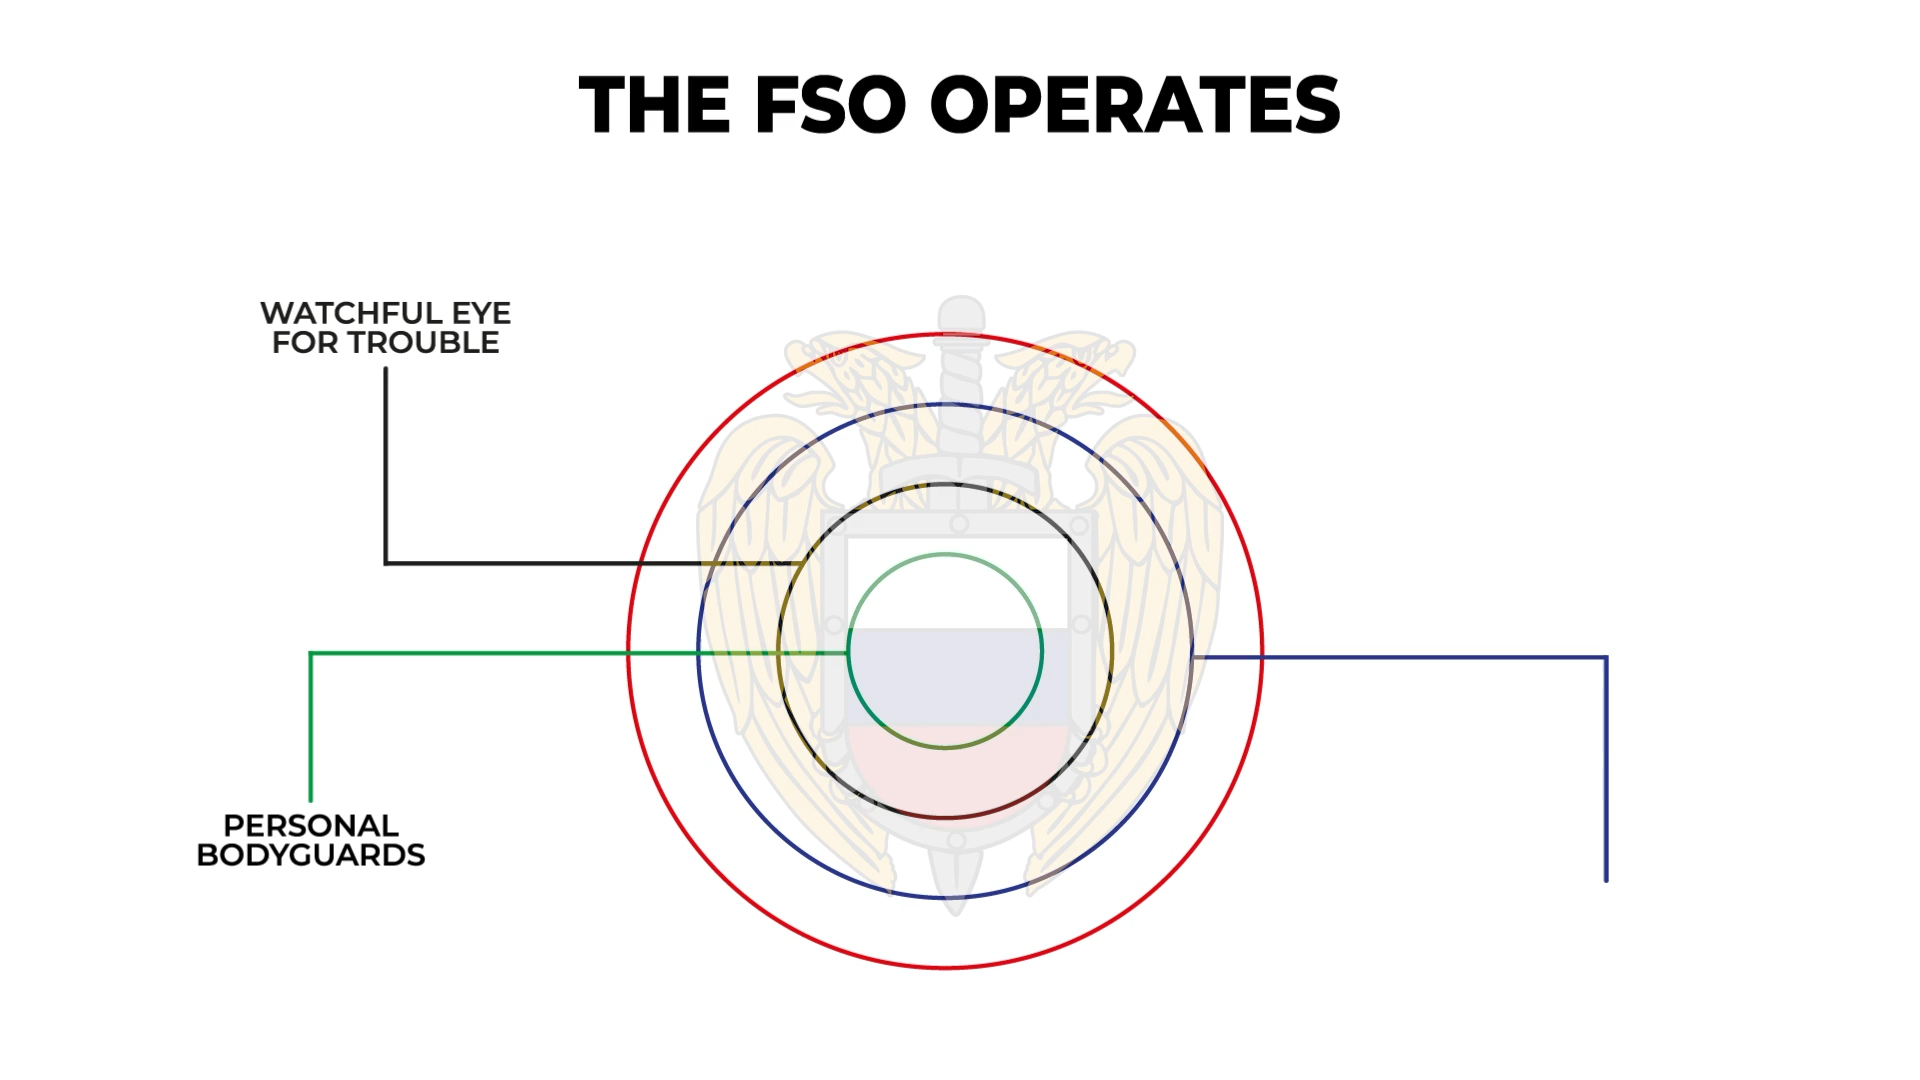 THE FSO OPERATES
WATCHFUL EYE
FOR TROUBLE
PERSONAL
BODYGUARDS